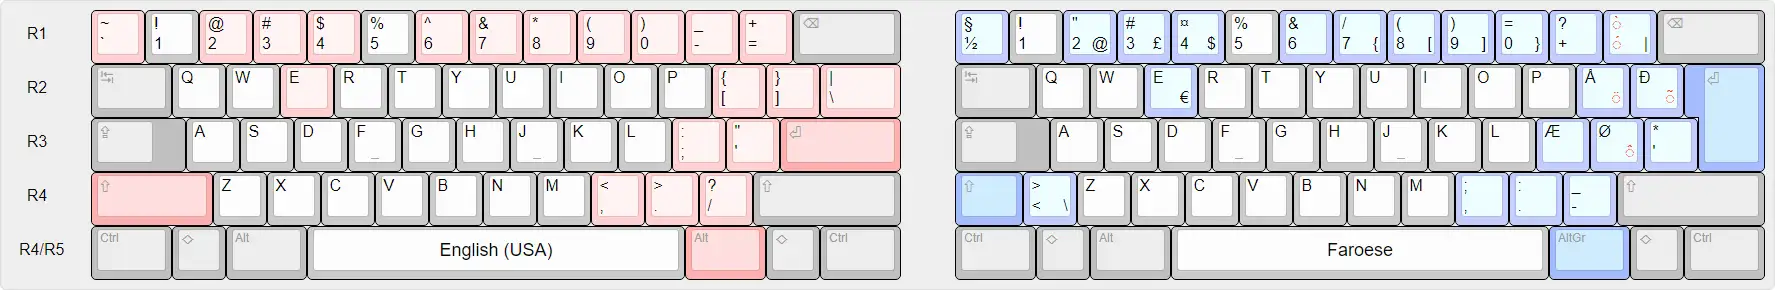 R1 ~ ! @ # $ % ^ & * ( ) _ + ⌫ § ! " # ¤ % & / ( ) = ? ◌̀ ⌫
` 1 2 3 4 5 6 7 8 9 0 - = ½ 1 2 @ 3 £ 4 $ 5 6 7 { 8 [ 9 ] 0 } + ◌́ |
R2 ↹ Q W E R T Y U I O P { } | ↹ Q W E R T Y U I O P Å Ð ⏎
[ ] \ € ◌̈ ◌̃
R3 ⇪ A S D F G H J K L : " ⏎ ⇪ A S D F G H J K L Æ Ø *
_ _ ; ' _ _ ◌̂ '
R4 ⇧ Z X C V B N M < > ? ⇧ ⇧ > Z X C V B N M ; : _ ⇧
, . / < \ , . -
R4/R5 Ctrl ◇ Alt English (USA) Alt ◇ Ctrl Ctrl ◇ Alt Faroese AltGr ◇ Ctrl